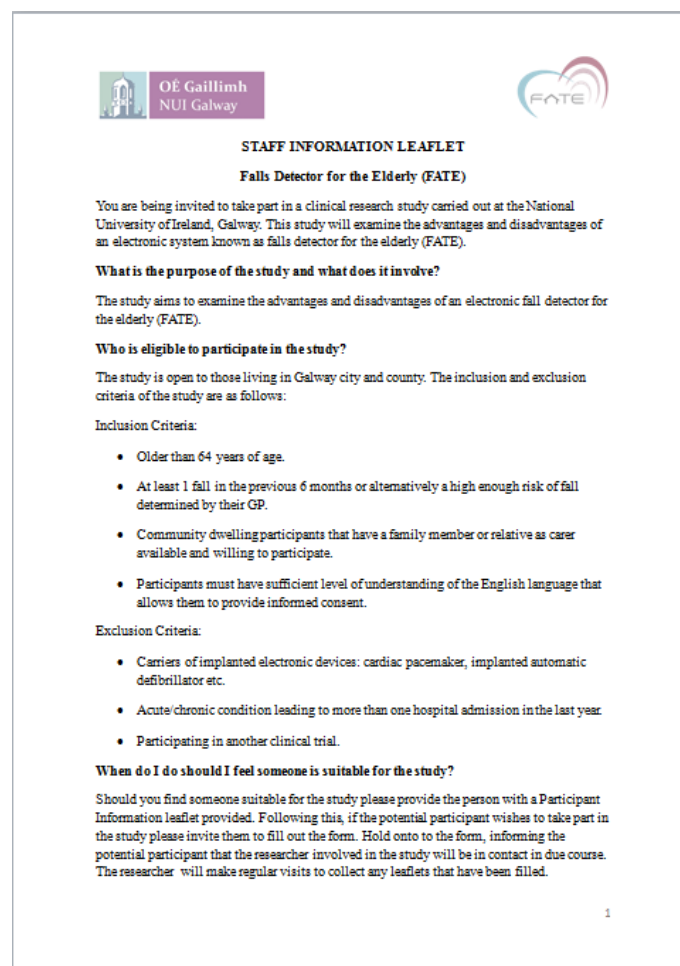 OÉ Gaillimh
NUI Galway
FATE
STAFF INFORMATION LEAFLET
Falls Detector for the Elderly (FATE)
You are being invited to take part in a clinical research study carried out at the National
University of Ireland, Galway. This study will examine the advantages and disadvantages of
an electronic system known as falls detector for the elderly (FATE).
What is the purpose of the study and what does it involve?
The study aims to examine the advantages and disadvantages of an electronic fall detector for
the elderly (FATE).
Who is eligible to participate in the study?
The study is open to those living in Galway city and county. The inclusion and exclusion
criteria of the study are as follows:
Inclusion Criteria:
• Older than 64 years of age.
• At least 1 fall in the previous 6 months or alternatively a high enough risk of fall
determined by their GP.
• Community dwelling participants that have a family member or relative as carer
available and willing to participate.
• Participants must have sufficient level of understanding of the English language that
allows them to provide informed consent.
Exclusion Criteria:
• Carriers of implanted electronic devices: cardiac pacemaker, implanted automatic
defibrillator etc.
• Acute/chronic condition leading to more than one hospital admission in the last year.
• Participating in another clinical trial.
When do I do should I feel someone is suitable for the study?
Should you find someone suitable for the study please provide the person with a Participant
Information leaflet provided. Following this, if the potential participant wishes to take part in
the study please invite them to fill out the form. Hold onto to the form, informing the
potential participant that the researcher involved in the study will be in contact in due course.
The researcher will make regular visits to collect any leaflets that have been filled.
1